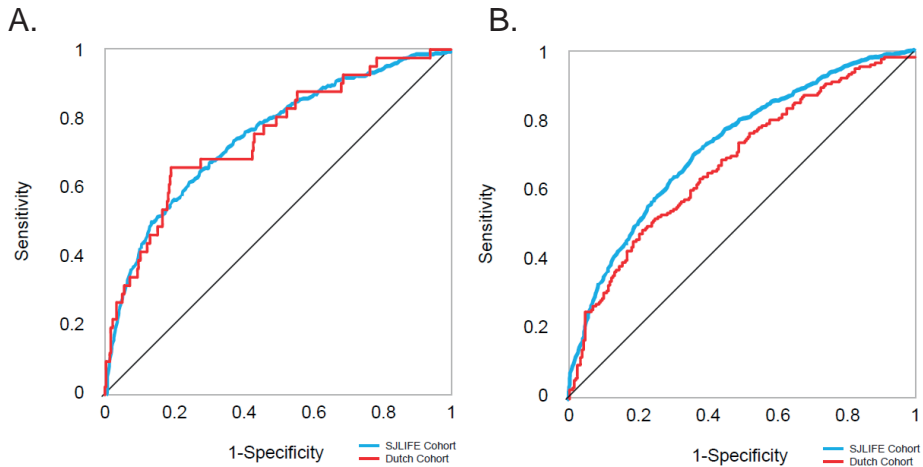 A.
1
0.8
0.6
0.4
0.2
0
Sensitivity
0 0.2 0.4 0.6 0.8 1
1-Specificity
SJLIFE Cohort
Dutch Cohort
B.
1
0.8
0.6
0.4
0.2
0
Sensitivity
0 0.2 0.4 0.6 0.8 1
1-Specificity
SJLIFE Cohort
Dutch Cohort